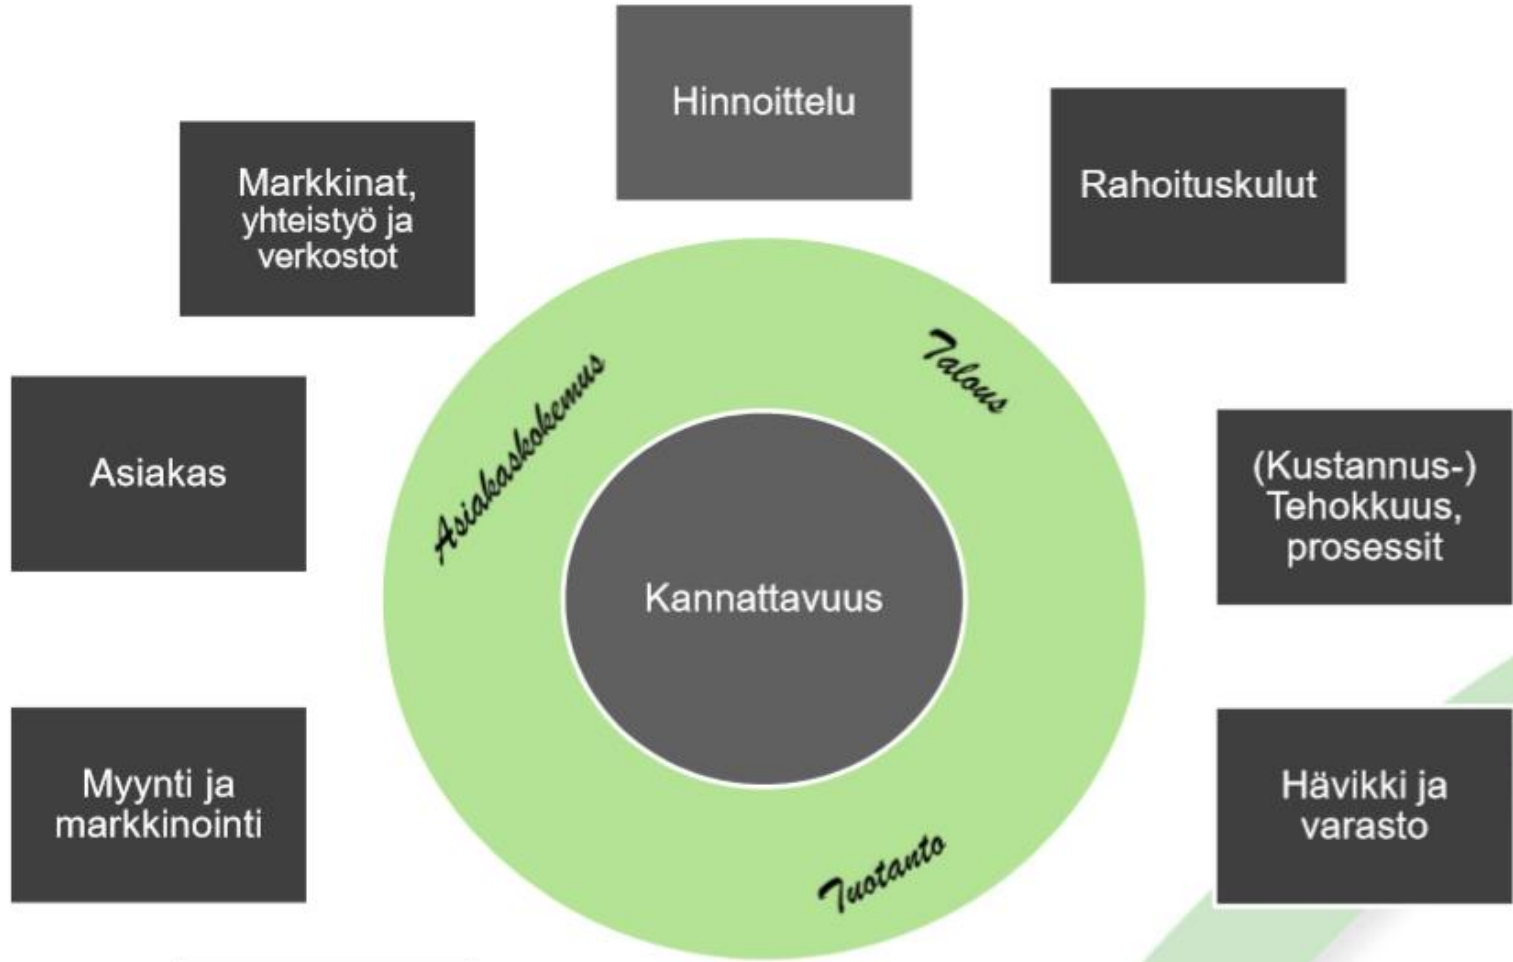 Hinnoittelu
Markkinat,
yhteistyö ja
verkostot
Rahoituskulut
Asiakaskokemus
Talous
Asiakas
(Kustannus-)
Tehokkuus,
prosessit
Kannattavuus
Myynti ja
markkinointi
Hävikki ja
varasto
Tuotanto